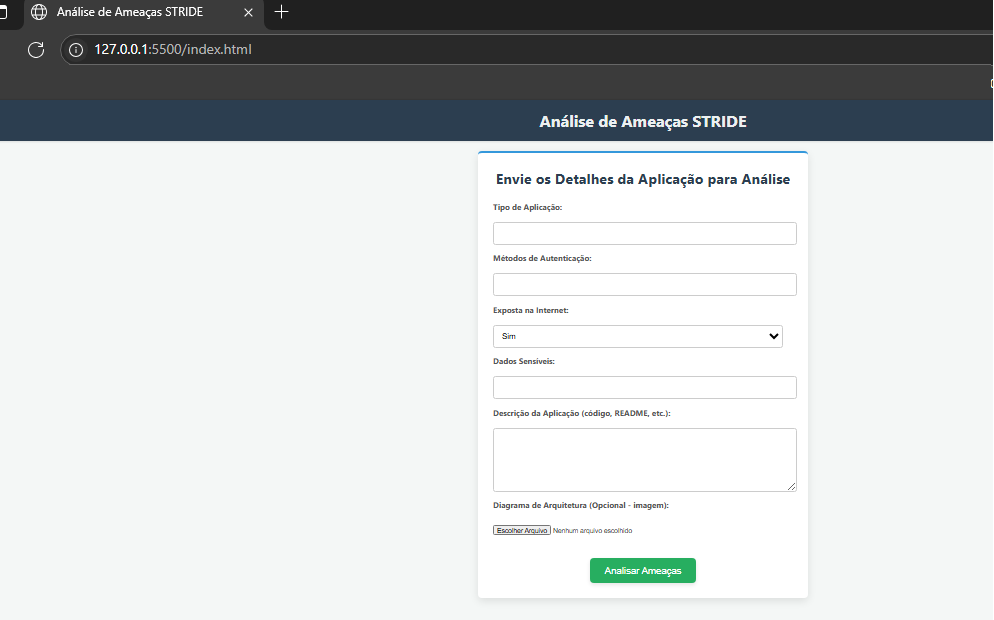 Análise de Ameaças STRIDE
127.0.0.1:5500/index.html
Análise de Ameaças STRIDE
Envie os Detalhes da Aplicação para Análise
Tipo de Aplicação:
Métodos de Autenticação:
Exposta na Internet:
Sim
Dados Sensíveis:
Descrição da Aplicação (código, README, etc.):
Diagrama de Arquitetura (Opcional - imagem):
Escolher Arquivo Nenhum arquivo escolhido
Analisar Ameaças